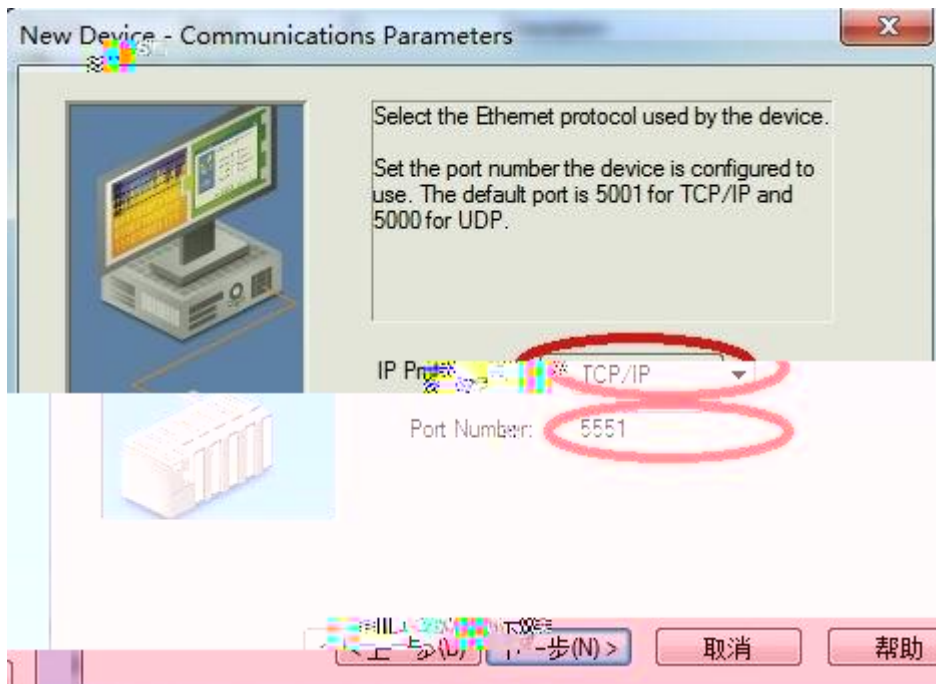 New Device - Communications Parameters
Select the Ethernet protocol used by the device.
Set the port number the device is configured to
use. The default port is 5001 for TCP/IP and
5000 for UDP.
IP
TCP/IP
Port Number:
5551
步(N) >
取消
帮助